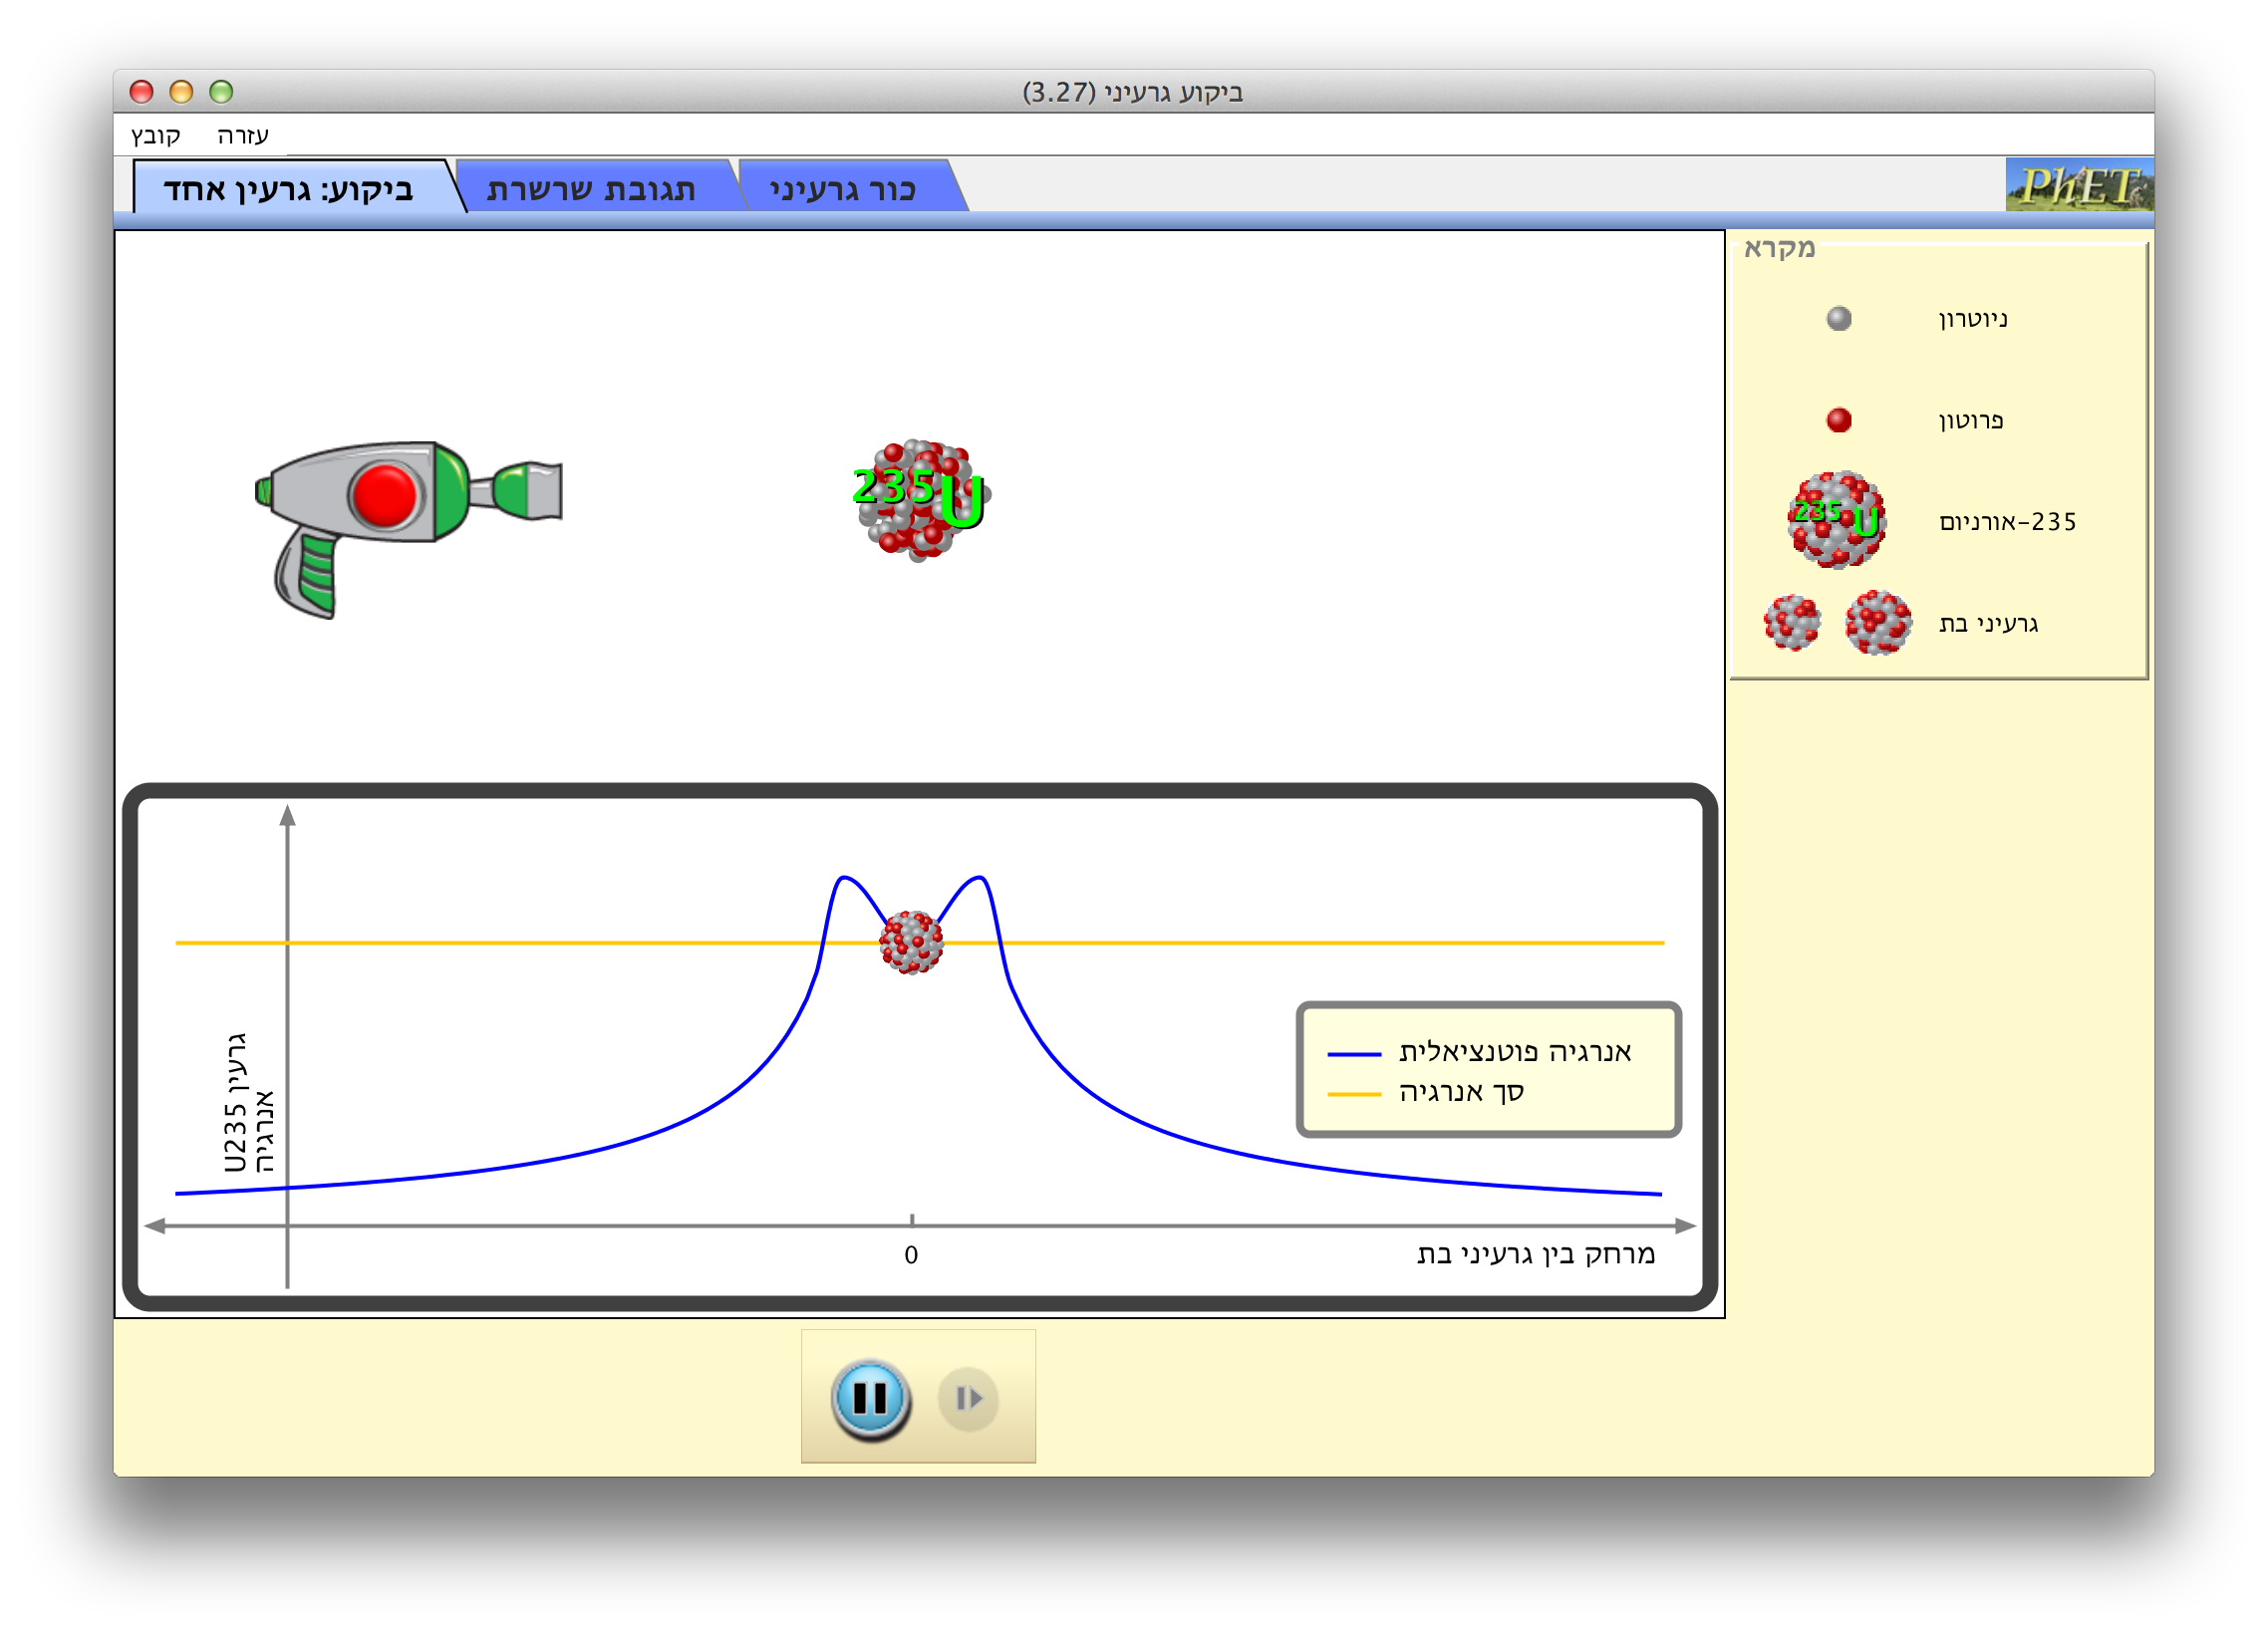 ביקוע גרעיני (3.27)
קובץ עזרה
ביקוע: גרעין אחד תגובת שרשרת כור גרעיני
PhET
מקרא
ניוטרון
פרוטון
אורניום-235
235U
גרעיני בת
235U
גרעין U235
אנרגיה
אנרגיה פוטנציאלית
סך אנרגיה
0
מרחק בין גרעיני בת